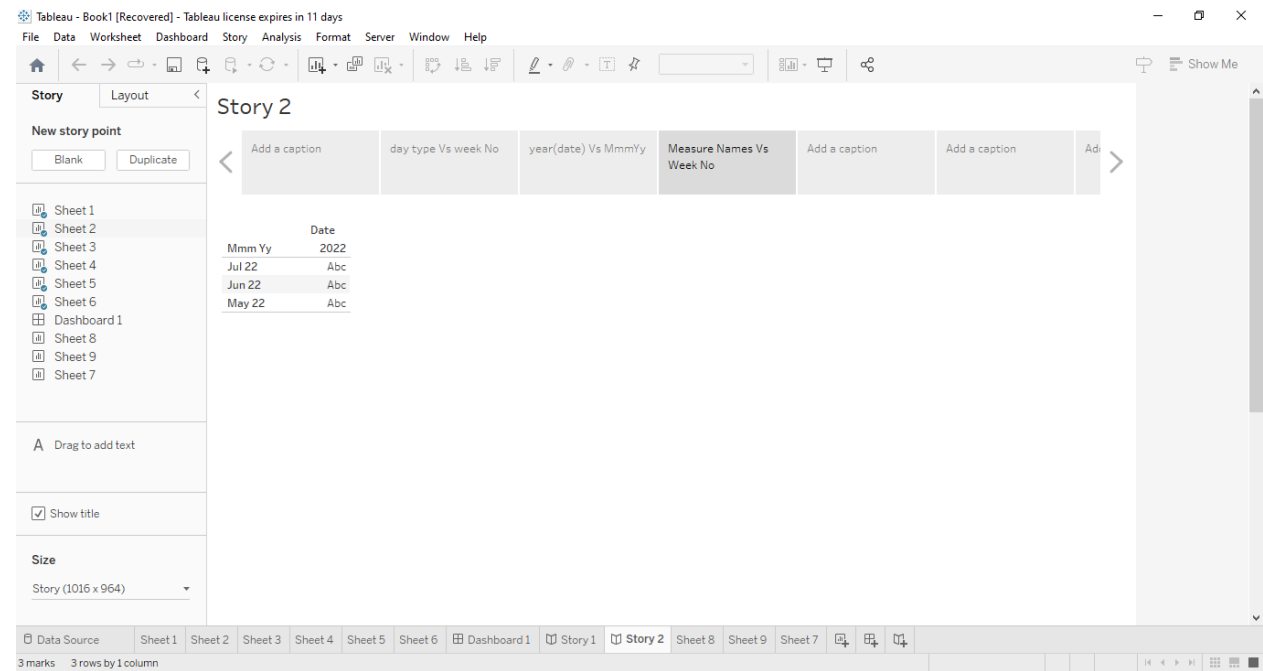 Tableau - Book1 [Recovered] - Tableau license expires in 11 days
File Data Worksheet Dashboard Story Analysis Format Server Window Help
Show Me
Story Layout
New story point
Blank Duplicate
Sheet 1
Sheet 2
Sheet 3
Sheet 4
Sheet 5
Sheet 6
Dashboard 1
Sheet 8
Sheet 9
Sheet 7
A Drag to add text
Show title
Size
Story (1016 x 964)
Story 2
Add a caption
day type Vs week No
year(date) Vs MmmYy
Measure Names Vs
Week No
Add a caption
Add a caption
Date
Mmm Yy 2022
Jul 22 Abc
Jun 22 Abc
May 22 Abc
Data Source Sheet 1 Sheet 2 Sheet 3 Sheet 4 Sheet 5 Sheet 6 Dashboard 1 Story 1 Story 2 Sheet 8 Sheet 9 Sheet 7
3 marks 3 rows by 1 column